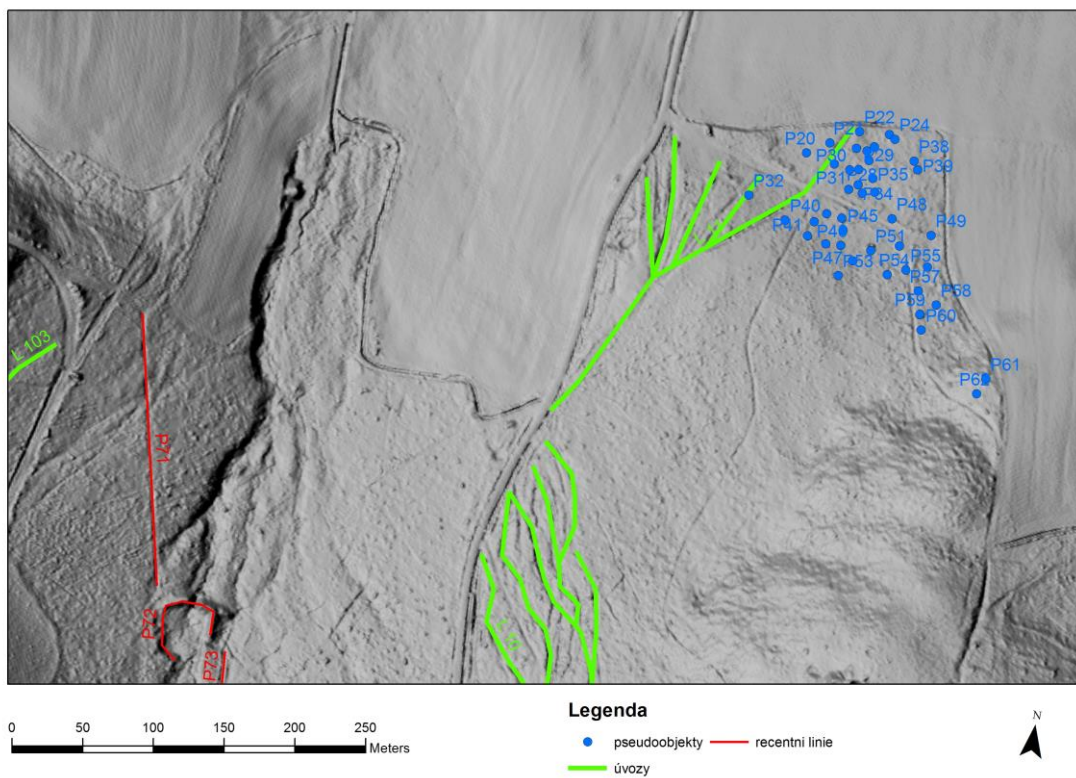 P22
P24
P20
P38
P29
P39
P30
P31
P35
P32
P48
P40
P45
P49
P41
P51
P47
P53
P54
P55
P57
P58
P59
P60
P61
P62
L 103
P71
P72
P73
Legenda
pseudoobjekty
recentni linie
úvozy
0 50 100 150 200 250
Meters
N